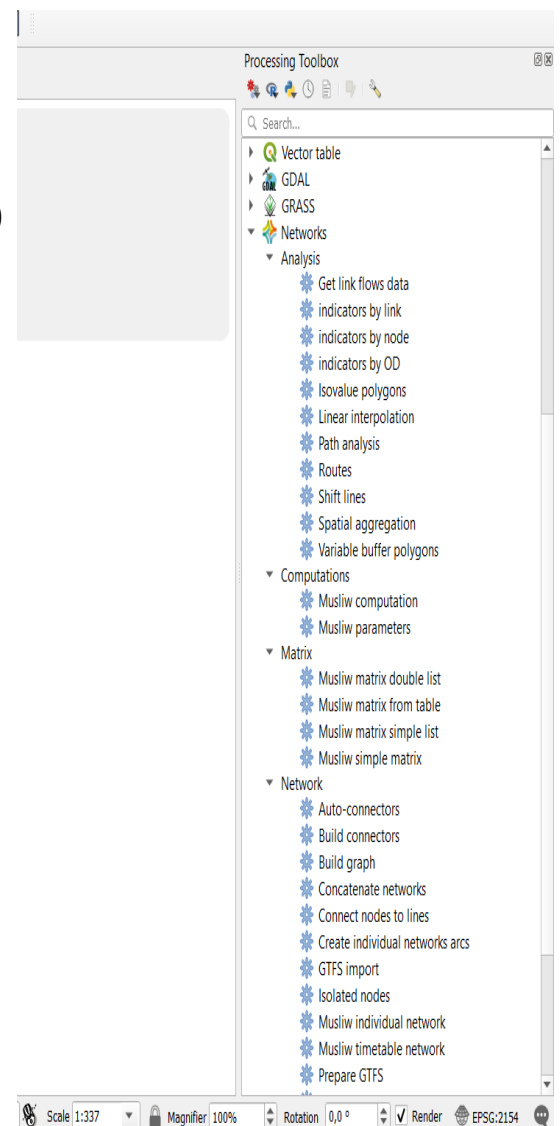 Processing Toolbox
Search...
Vector table
GDAL
GRASS
Networks
Analysis
Get link flows data
indicators by link
indicators by node
indicators by OD
Isovalue polygons
Linear interpolation
Path analysis
Routes
Shift lines
Spatial aggregation
Variable buffer polygons
Computations
Musliw computation
Musliw parameters
Matrix
Musliw matrix double list
Musliw matrix from table
Musliw matrix simple list
Musliw simple matrix
Network
Auto-connectors
Build connectors
Build graph
Concatenate networks
Connect nodes to lines
Create individual networks arcs
GTFS import
Isolated nodes
Musliw individual network
Musliw timetable network
Prepare GTFS
Scale 1:337 Magnifier 100% Rotation 0,0 ° Render EPSG:2154